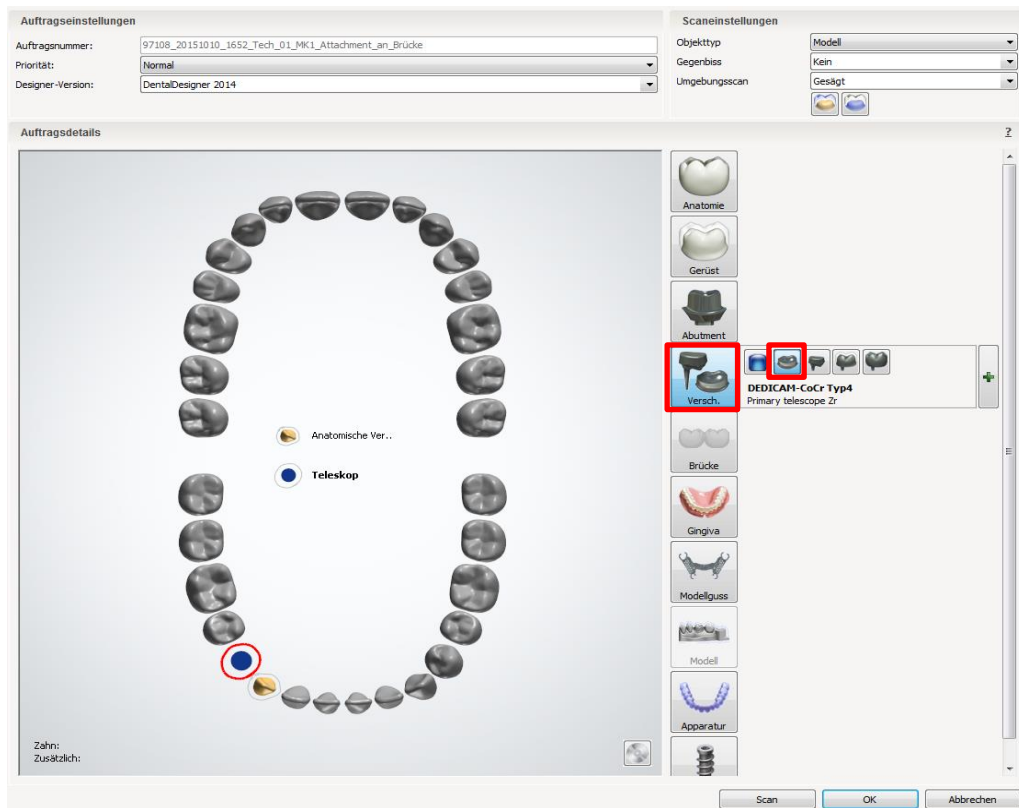 Auftragseinstellungen
Auftragsnummer: 97108_20151010_1652_Tech_01_MK1_Attachment_an_Brücke
Priorität: Normal
Designer-Version: DentalDesigner 2014
Scaneinstellungen
Objekttyp Modell
Gegenbiss Kein
Umgebungsscan Gesägt
Auftragsdetails ?
Anatomische Ver..
Teleskop
Zahn:
Zusätzlich:
Anatomie
Gerüst
Abutment
Versch.
DEDICAM-CoCr Typ4
Primary telescope Zr
Brücke
Gingiva
Modellguss
Modell
Apparatur
Scan OK Abbrechen